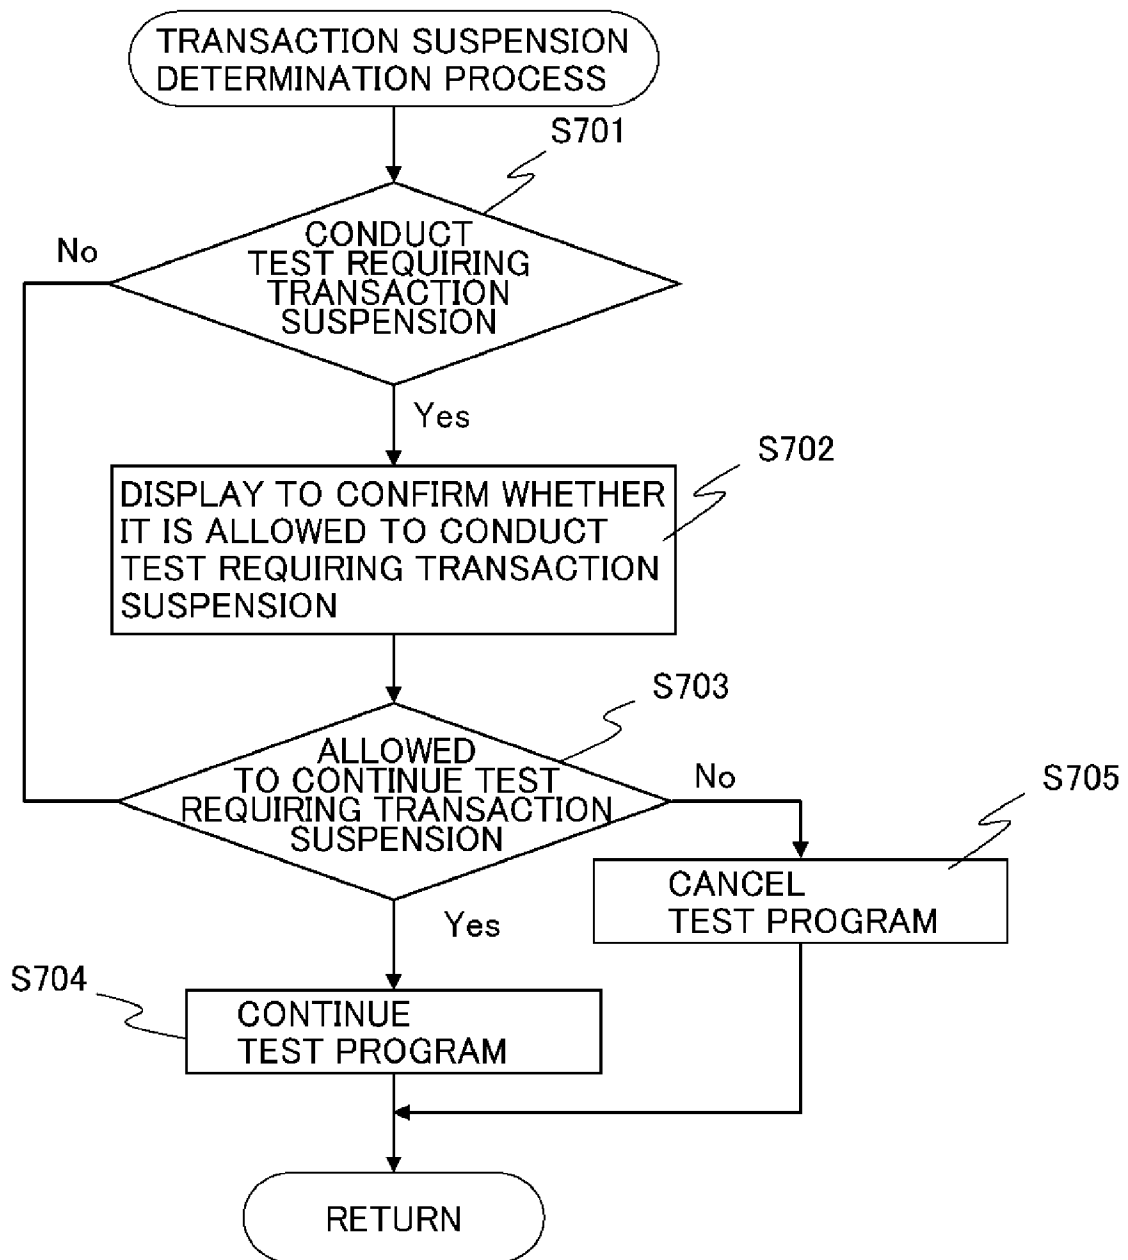 TRANSACTION SUSPENSION
DETERMINATION PROCESS
S701
CONDUCT
TEST REQUIRING
TRANSACTION
SUSPENSION
No
Yes
S702
DISPLAY TO CONFIRM WHETHER
IT IS ALLOWED TO CONDUCT
TEST REQUIRING TRANSACTION
SUSPENSION
S703
ALLOWED
TO CONTINUE TEST
REQUIRING TRANSACTION
SUSPENSION
No
S705
CANCEL
TEST PROGRAM
Yes
S704
CONTINUE
TEST PROGRAM
RETURN